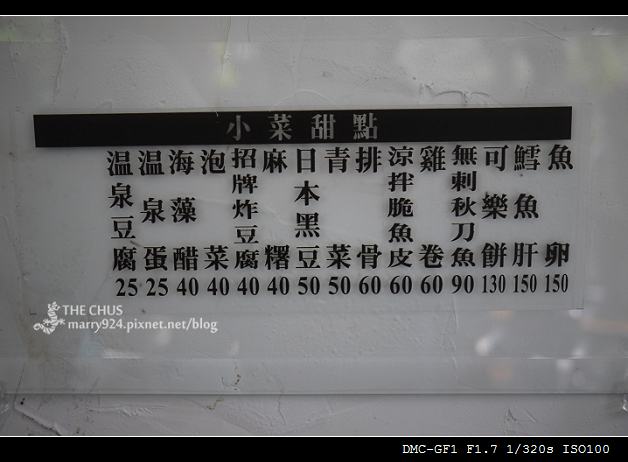 小菜甜點
魚卵 150
鱈魚肝 150
可樂餅 130
無刺秋刀魚 90
雞卷 60
涼拌脆魚皮 60
排骨 60
青菜 50
日本黑豆 50
麻糬 40
招牌炸豆腐 40
泡菜 40
海藻醋 40
温泉蛋 25
温泉豆腐 25
THE CHUS
marry924.pixnet.net/blog
DMC-GF1 F1.7 1/320s ISO100